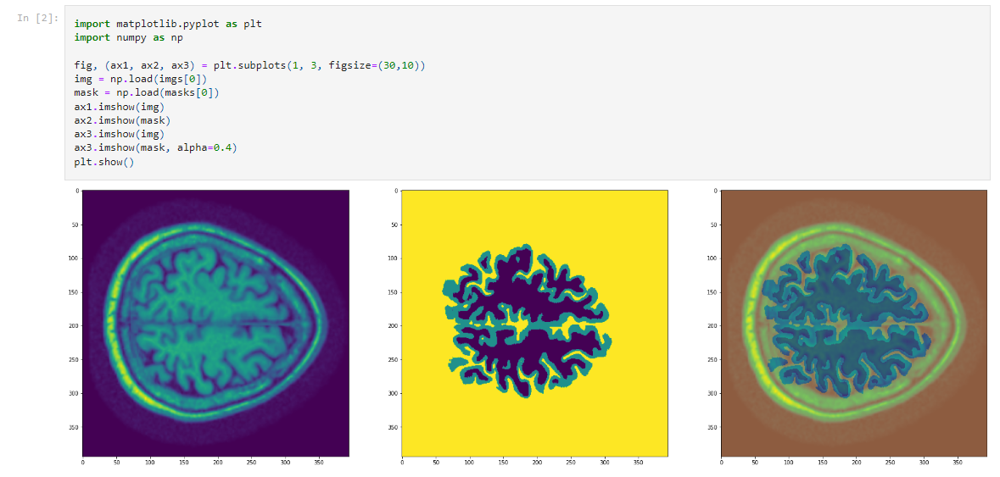 In [2]:
import matplotlib.pyplot as plt
import numpy as np
fig, (ax1, ax2, ax3) = plt.subplots(1, 3, figsize=(30,10))
img = np.load(imgs[0])
mask = np.load(masks[0])
ax1.imshow(img)
ax2.imshow(mask)
ax3.imshow(img)
ax3.imshow(mask, alpha=0.4)
plt.show()
0
50
100
150
200
250
300
350
0 50 100 150 200 250 300 350
0
50
100
150
200
250
300
350
0 50 100 150 200 250 300 350
0
50
100
150
200
250
300
350
0 50 100 150 200 250 300 350